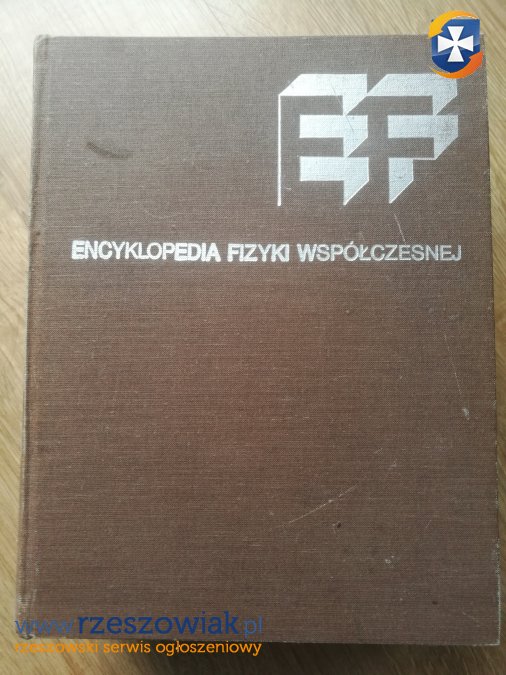 EF
ENCYKLOPEDIA FIZYKI WSPÓŁCZESNEJ
www.rzeszowiak.pl
rzeszowski serwis ogłoszeniowy